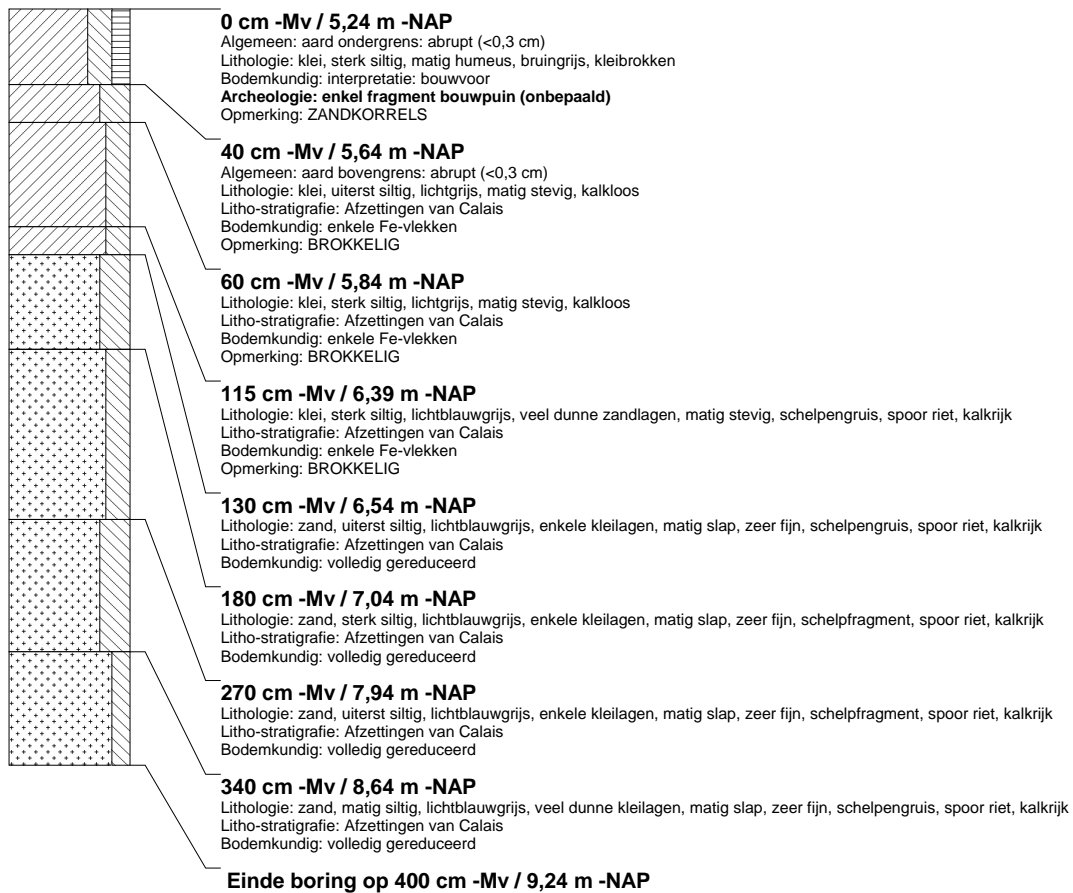 0 cm -Mv / 5,24 m -NAP
Algemeen: aard ondergrens: abrupt (<0,3 cm)
Lithologie: klei, sterk siltig, matig humeus, bruingrijs, kleibrokken
Bodemkundig: interpretatie: bouwvoor
Archeologie: enkel fragment bouwpuin (onbepaald)
Opmerking: ZANDKORRELS
40 cm -Mv / 5,64 m -NAP
Algemeen: aard bovengrens: abrupt (<0,3 cm)
Lithologie: klei, uiterst siltig, lichtgrijs, matig stevig, kalkloos
Litho-stratigrafie: Afzettingen van Calais
Bodemkundig: enkele Fe-vlekken
Opmerking: BROKKELIG
60 cm -Mv / 5,84 m -NAP
Lithologie: klei, sterk siltig, lichtgrijs, matig stevig, kalkloos
Litho-stratigrafie: Afzettingen van Calais
Bodemkundig: enkele Fe-vlekken
Opmerking: BROKKELIG
115 cm -Mv / 6,39 m -NAP
Lithologie: klei, sterk siltig, lichtblauwgrijs, veel dunne zandlagen, matig stevig, schelpengruis, spoor riet, kalkrijk
Litho-stratigrafie: Afzettingen van Calais
Bodemkundig: enkele Fe-vlekken
Opmerking: BROKKELIG
130 cm -Mv / 6,54 m -NAP
Lithologie: zand, uiterst siltig, lichtblauwgrijs, enkele kleilagen, matig slap, zeer fijn, schelpengruis, spoor riet, kalkrijk
Litho-stratigrafie: Afzettingen van Calais
Bodemkundig: volledig gereduceerd
180 cm -Mv / 7,04 m -NAP
Lithologie: zand, sterk siltig, lichtblauwgrijs, enkele kleilagen, matig slap, zeer fijn, schelpfragment, spoor riet, kalkrijk
Litho-stratigrafie: Afzettingen van Calais
Bodemkundig: volledig gereduceerd
270 cm -Mv / 7,94 m -NAP
Lithologie: zand, uiterst siltig, lichtblauwgrijs, enkele kleilagen, matig slap, zeer fijn, schelpfragment, spoor riet, kalkrijk
Litho-stratigrafie: Afzettingen van Calais
Bodemkundig: volledig gereduceerd
340 cm -Mv / 8,64 m -NAP
Lithologie: zand, matig siltig, lichtblauwgrijs, veel dunne kleilagen, matig slap, zeer fijn, schelpengruis, spoor riet, kalkrijk
Litho-stratigrafie: Afzettingen van Calais
Bodemkundig: volledig gereduceerd
Einde boring op 400 cm -Mv / 9,24 m -NAP